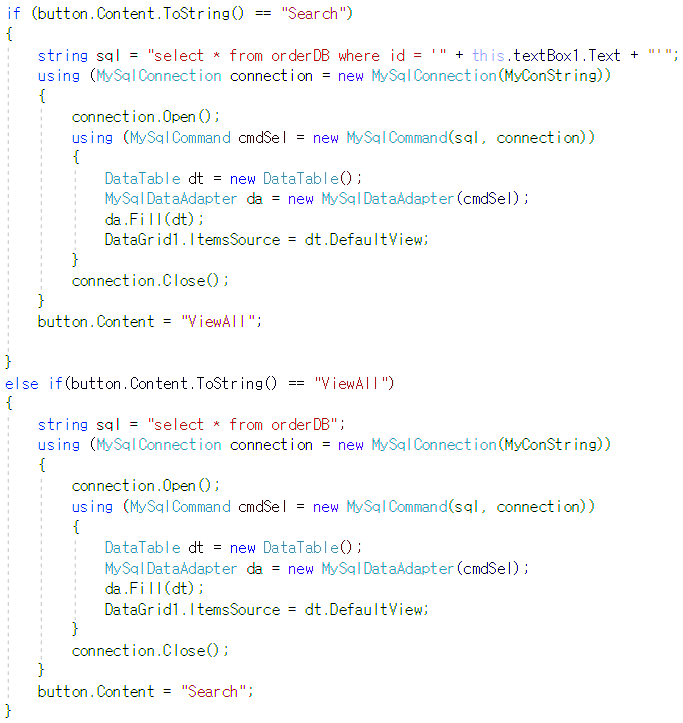 if (button.Content.ToString() == "Search")
{
    string sql = "select * from orderDB where id = '" + this.textBox1.Text + "'";
    using (MySqlConnection connection = new MySqlConnection(MyConString))
    {
        connection.Open();
        using (MySqlCommand cmdSel = new MySqlCommand(sql, connection))
        {
            DataTable dt = new DataTable();
            MySqlDataAdapter da = new MySqlDataAdapter(cmdSel);
            da.Fill(dt);
            DataGrid1.ItemsSource = dt.DefaultView;
        }
        connection.Close();
    }
    button.Content = "ViewAll";
}
else if(button.Content.ToString() == "ViewAll")
{
    string sql = "select * from orderDB";
    using (MySqlConnection connection = new MySqlConnection(MyConString))
    {
        connection.Open();
        using (MySqlCommand cmdSel = new MySqlCommand(sql, connection))
        {
            DataTable dt = new DataTable();
            MySqlDataAdapter da = new MySqlDataAdapter(cmdSel);
            da.Fill(dt);
            DataGrid1.ItemsSource = dt.DefaultView;
        }
        connection.Close();
    }
    button.Content = "Search";
}